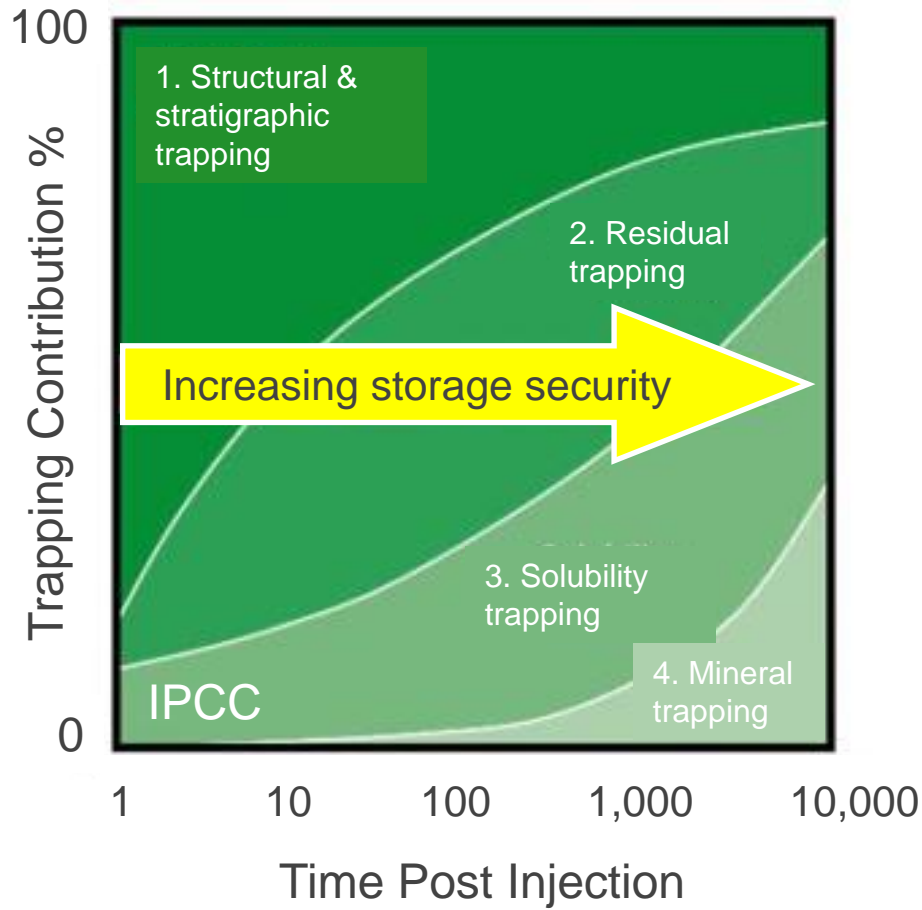 100
Trapping Contribution %
0
1. Structural &
stratigraphic
trapping
2. Residual
trapping
Increasing storage security
3. Solubility
trapping
4. Mineral
trapping
IPCC
1 10 100 1,000 10,000
Time Post Injection